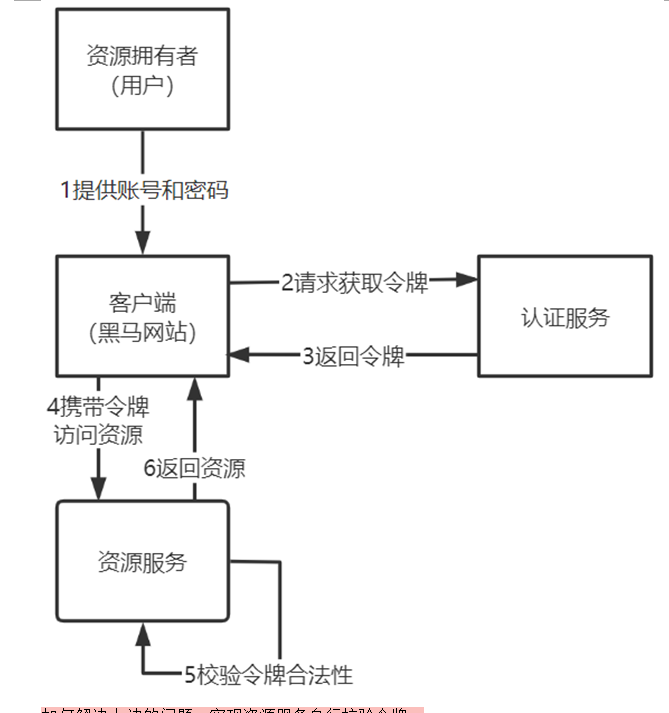 资源拥有者
（用户）
1提供账号和密码
客户端
（黑马网站）
2请求获取令牌
认证服务
3返回令牌
4携带令牌
访问资源
6返回资源
资源服务
5校验令牌合法性